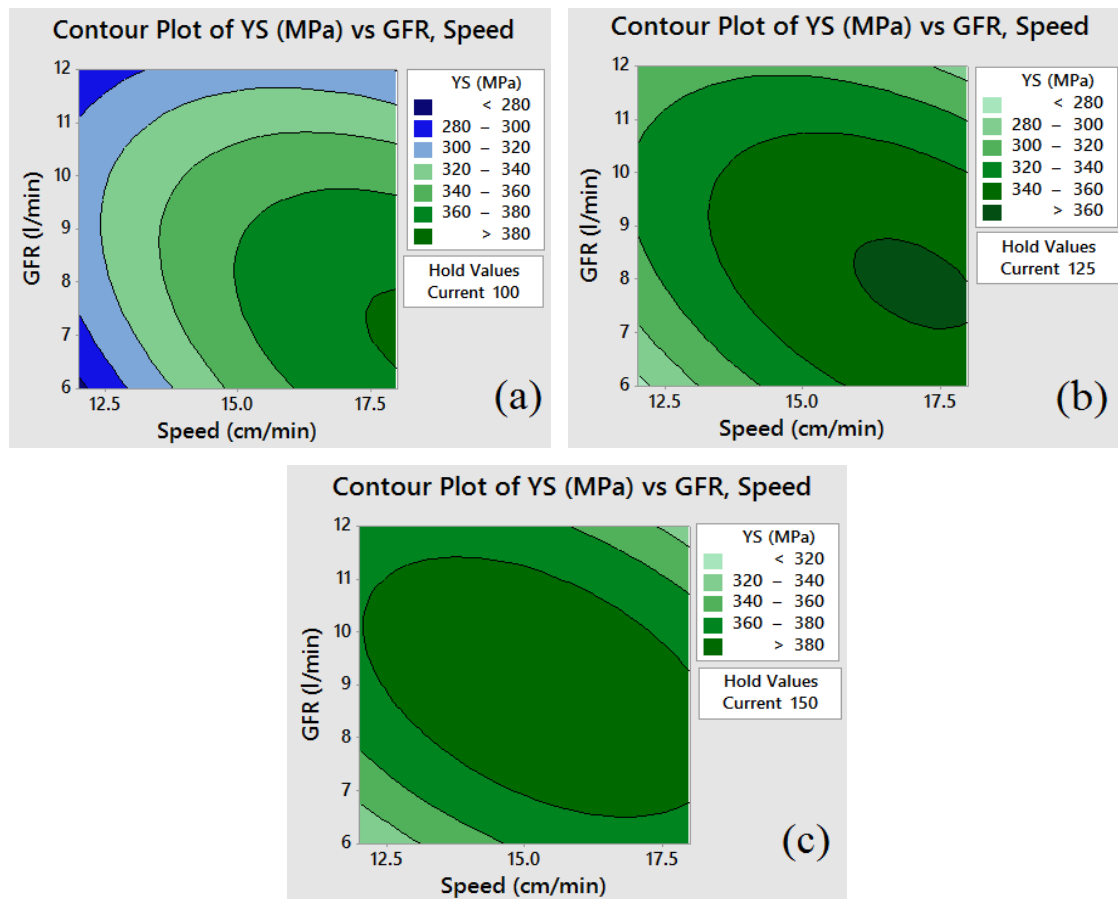 Contour Plot of YS (MPa) vs GFR, Speed
12
11
10
9
8
7
6
GFR (l/min)
12.5 15.0 17.5
Speed (cm/min)
YS (MPa)
< 280
280 – 300
300 – 320
320 – 340
340 – 360
360 – 380
> 380
Hold Values
Current 100
(a)
Contour Plot of YS (MPa) vs GFR, Speed
12
11
10
9
8
7
6
GFR (l/min)
12.5 15.0 17.5
Speed (cm/min)
YS (MPa)
< 280
280 – 300
300 – 320
320 – 340
340 – 360
> 360
Hold Values
Current 125
(b)
Contour Plot of YS (MPa) vs GFR, Speed
12
11
10
9
8
7
6
GFR (l/min)
12.5 15.0 17.5
Speed (cm/min)
YS (MPa)
< 320
320 – 340
340 – 360
360 – 380
> 380
Hold Values
Current 150
(c)